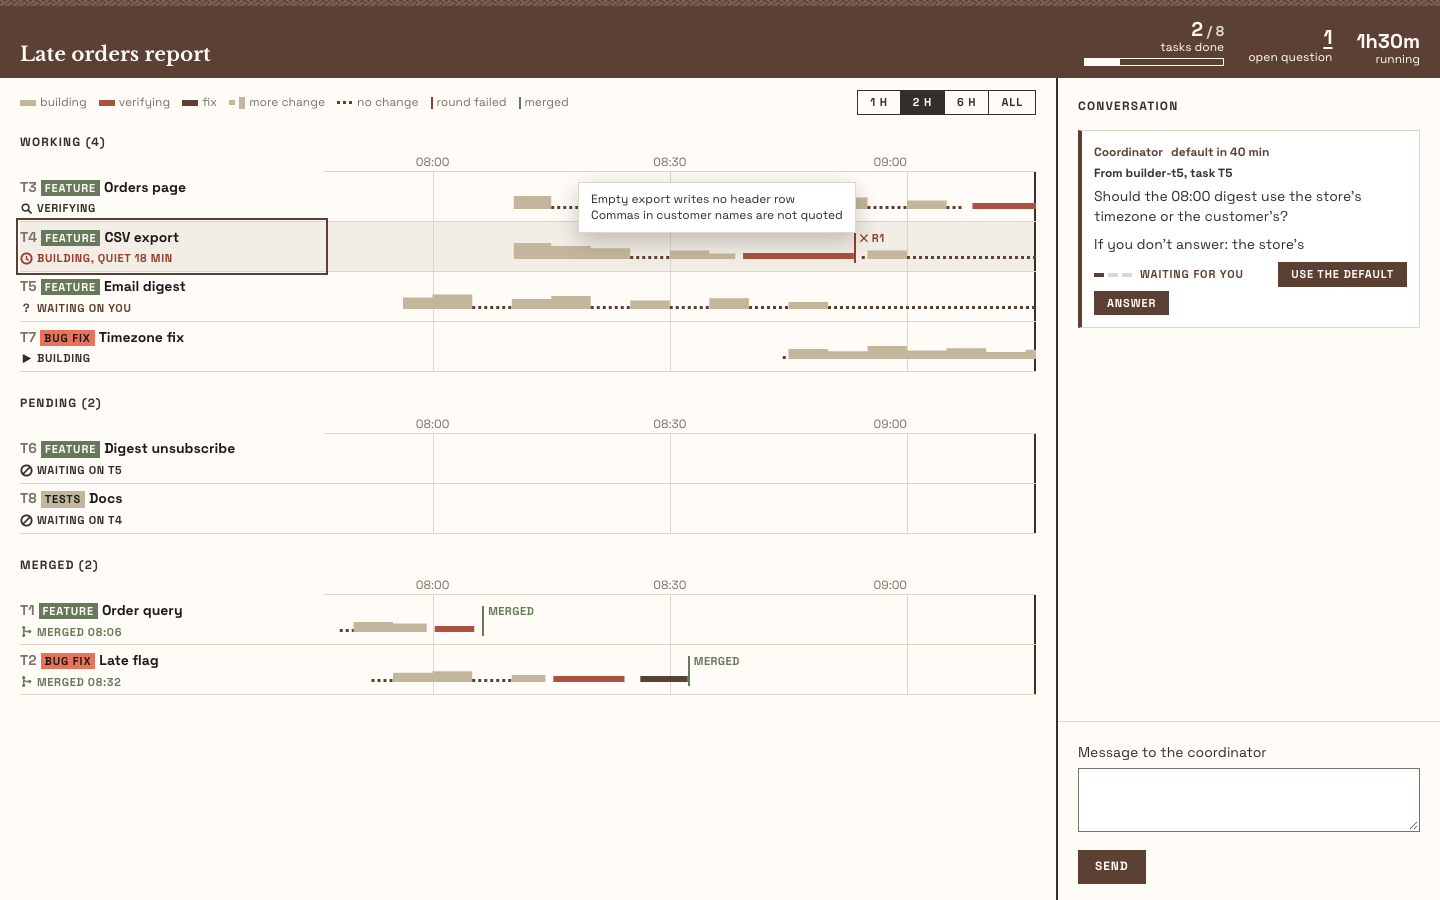 Late orders report
2 / 8
tasks done
1
open question
1h30m
running
building
verifying
fix
more change
no change
round failed
merged
1 H
2 H
6 H
ALL
WORKING (4)
08:00
08:30
09:00
T3 FEATURE Orders page
VERIFYING
Empty export writes no header row
Commas in customer names are not quoted
T4 FEATURE CSV export
BUILDING, QUIET 18 MIN
R1
T5 FEATURE Email digest
? WAITING ON YOU
T7 BUG FIX Timezone fix
BUILDING
PENDING (2)
08:00
08:30
09:00
T6 FEATURE Digest unsubscribe
WAITING ON T5
T8 TESTS Docs
WAITING ON T4
MERGED (2)
08:00
08:30
09:00
T1 FEATURE Order query
MERGED 08:06
MERGED
T2 BUG FIX Late flag
MERGED 08:32
MERGED
CONVERSATION
Coordinator default in 40 min
From builder-t5, task T5
Should the 08:00 digest use the store's
timezone or the customer's?
If you don't answer: the store's
WAITING FOR YOU
USE THE DEFAULT
ANSWER
Message to the coordinator
SEND